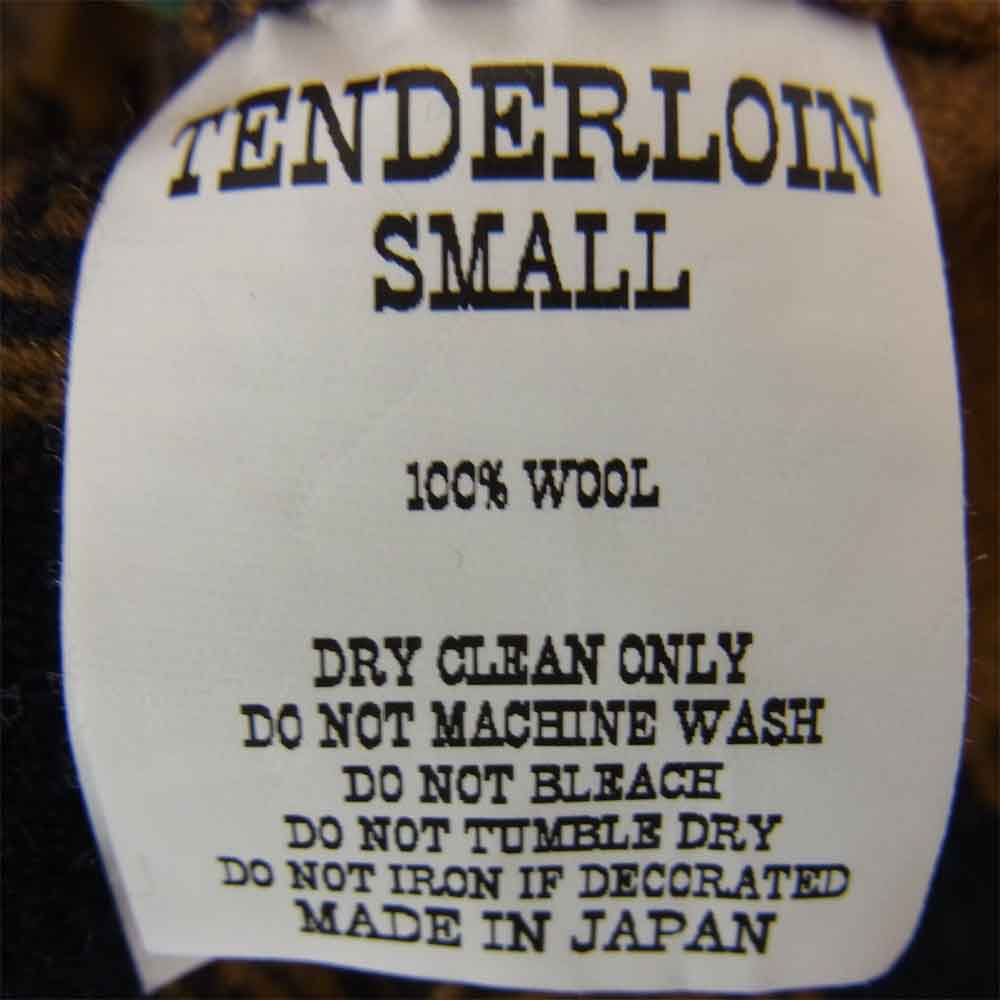 TENDERLOIN
SMALL
100% WOOL
DRY CLEAN ONLY
DO NOT MACHINE WASH
DO NOT BLEACH
DO NOT TUMBLE DRY
DO NOT IRON IF DECORATED
MADE IN JAPAN